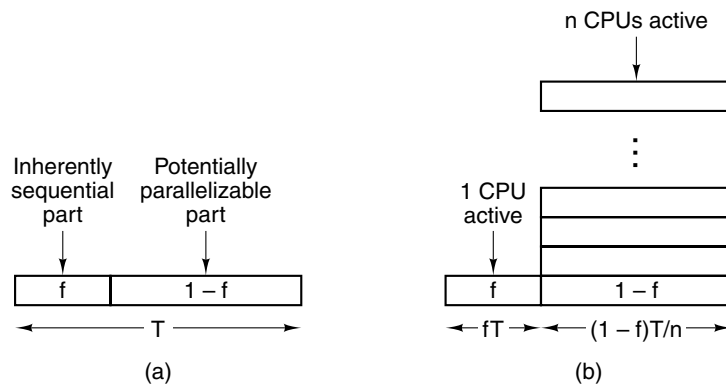 n CPUs active
Inherently
sequential
part
Potentially
parallelizable
part
1 CPU
active
⋮
f
1 – f
f
1 – f
T
fT
(1 – f)T/n
(a)
(b)